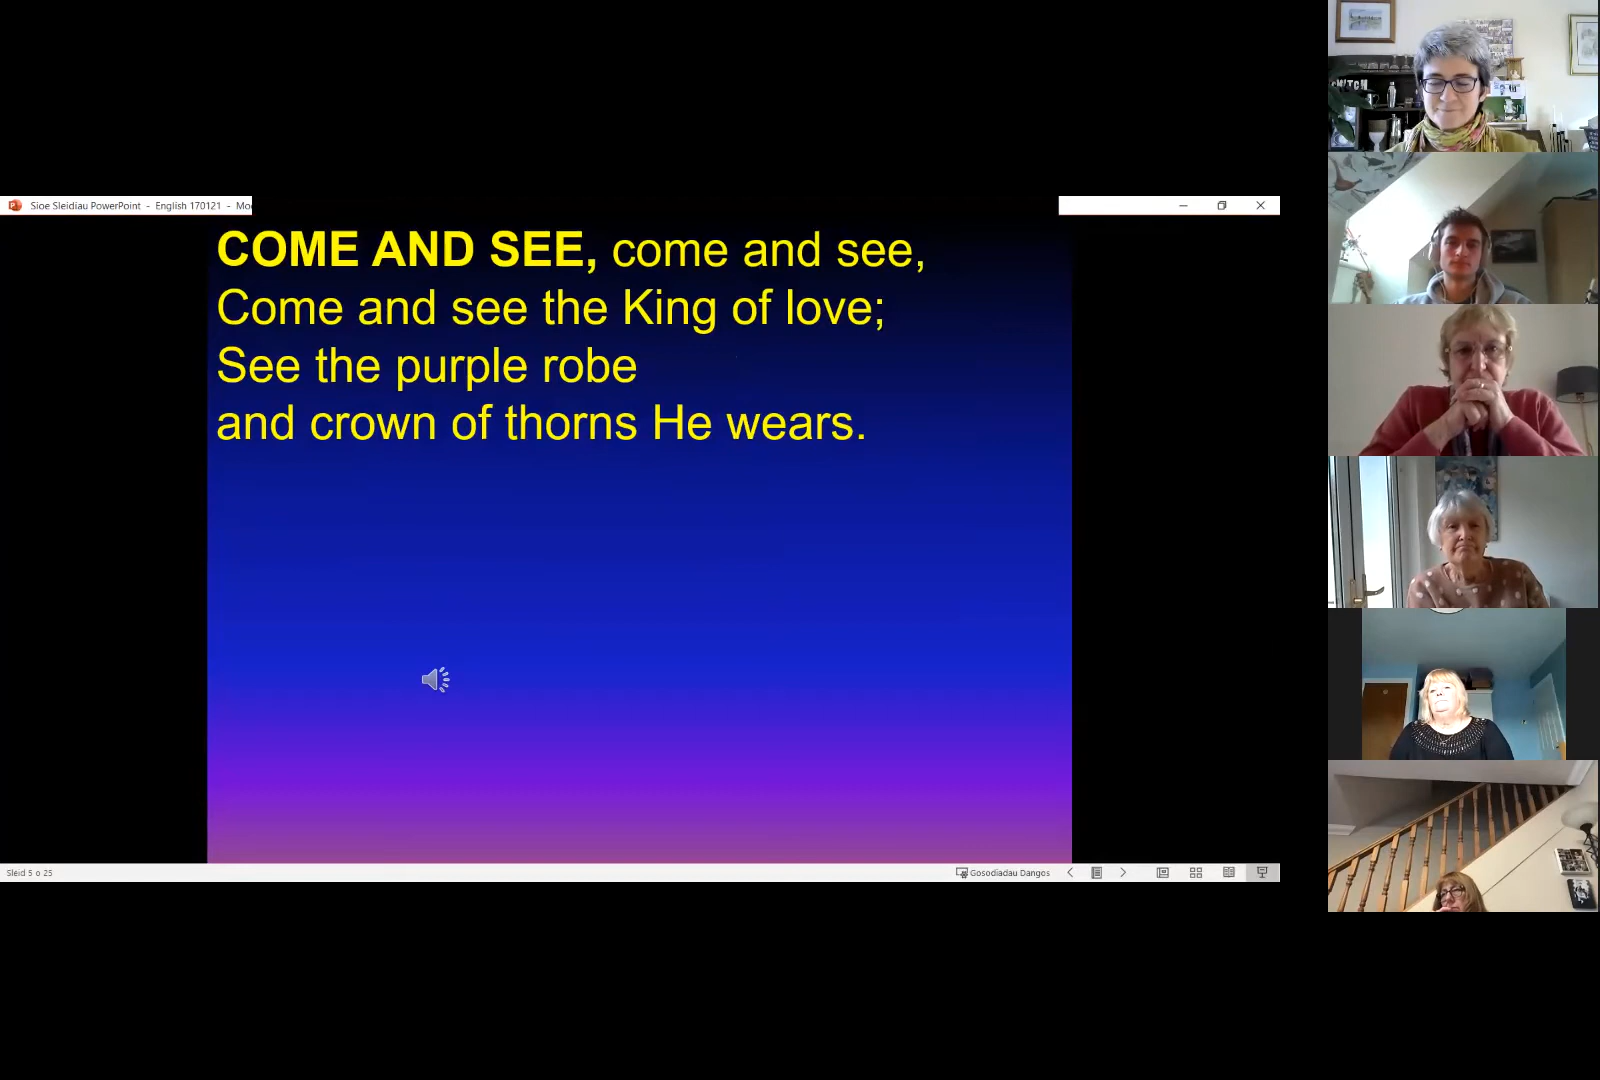 Sioe Sleidiau PowerPoint - English 170121 - Mo
COME AND SEE, come and see,
Come and see the King of love;
See the purple robe
and crown of thorns He wears.
Sleid 5 o 25
Gosodiadau Dangos